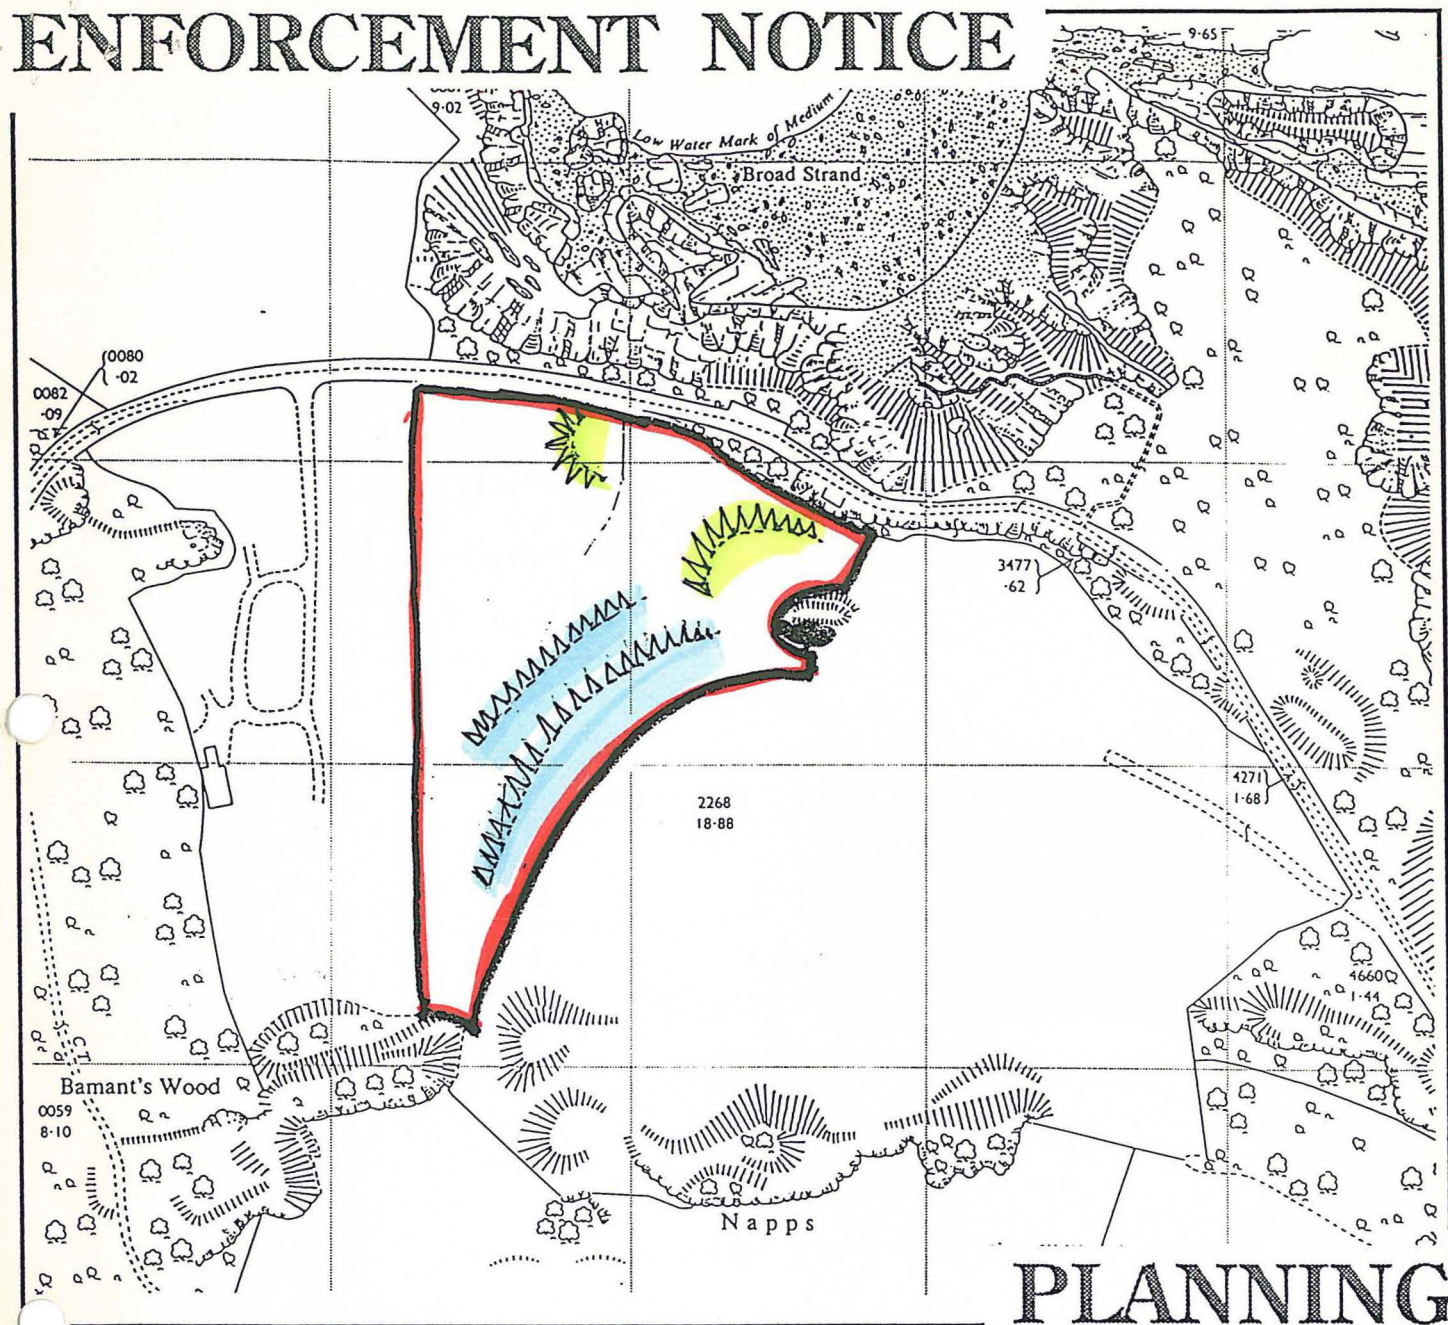 ENFORCEMENT NOTICE
9·65
9·02
Low Water Mark of Medium
Broad Strand
0080
·02
0082
·09
3477
·62
4271
1·68
2268
18·88
4660
1·44
C T
Bamant's Wood
0059
8·10
Napps
PLANNING